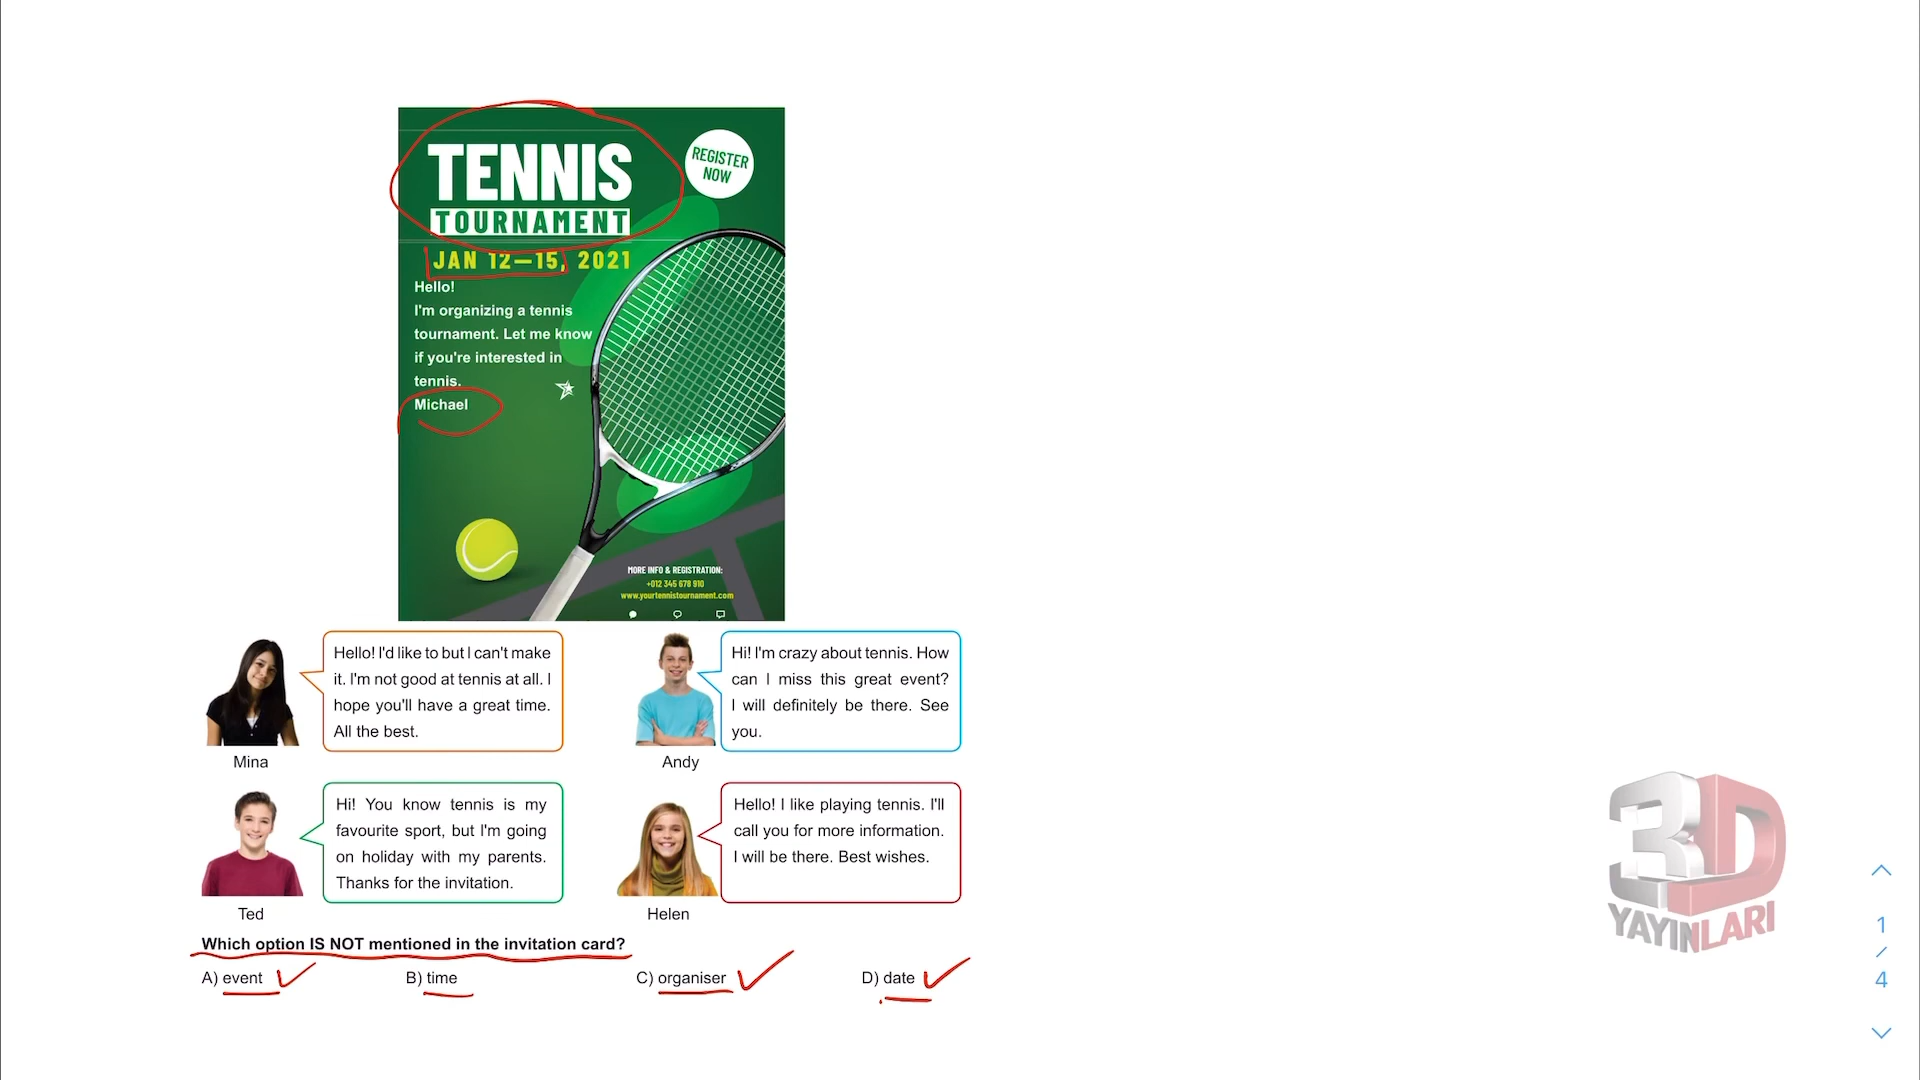 TENNIS
TOURNAMENT
REGISTER
NOW
JAN 12—15, 2021
Hello!
I'm organizing a tennis
tournament. Let me know
if you're interested in
tennis.
Michael
MORE INFO & REGISTRATION:
+012 345 678 910
www.yourtennistournament.com
Hello! I'd like to but I can't make
it. I'm not good at tennis at all. I
hope you'll have a great time.
All the best.
Mina
Hi! I'm crazy about tennis. How
can I miss this great event?
I will definitely be there. See
you.
Andy
Hi! You know tennis is my
favourite sport, but I'm going
on holiday with my parents.
Thanks for the invitation.
Ted
Hello! I like playing tennis. I'll
call you for more information.
I will be there. Best wishes.
Helen
Which option IS NOT mentioned in the invitation card?
A) event B) time C) organiser D) date
3D
YAYINLARI
1
/
4